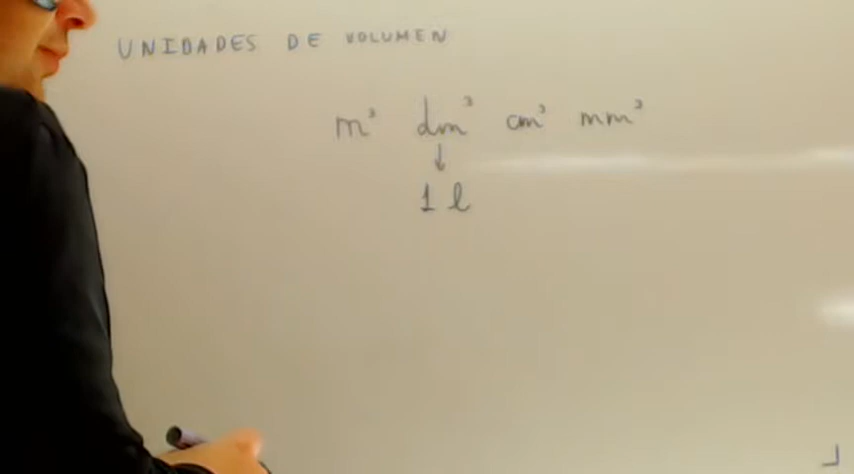 UNIDADES DE VOLUMEN
m³ dm³ cm³ mm³
↓
1 l